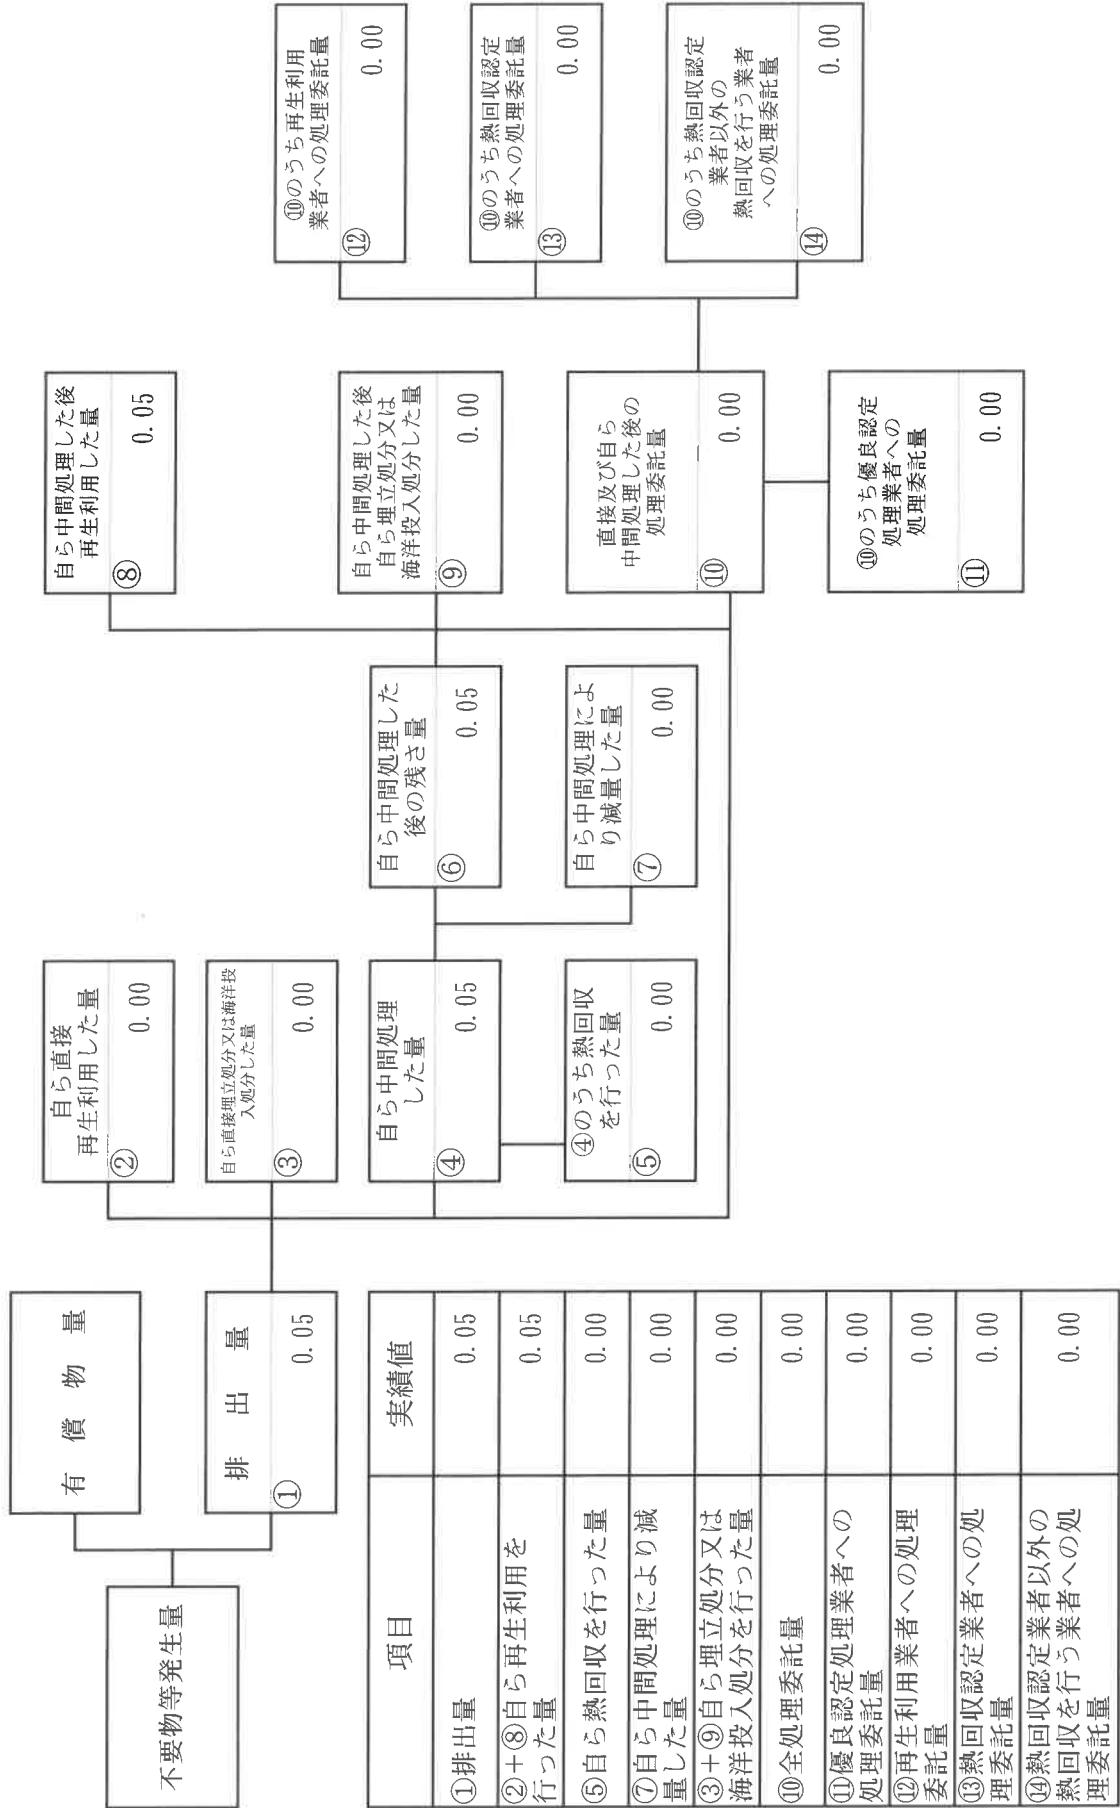 不要物等発生量
有償物量
排出量
①
0.05
自ら直接
再生利用した量
②
0.00
自ら直接埋立処分又は海洋投
入処分した量
③
0.00
自ら中間処理
した量
④
0.05
④のうち熱回収
を行った量
⑤
0.00
自ら中間処理した
後の残さ量
⑥
0.05
自ら中間処理によ
り減量した量
⑦
0.00
自ら中間処理した後
再生利用した量
⑧
0.05
自ら中間処理した後
自ら埋立処分又は
海洋投入処分した量
⑨
0.00
直接及び自ら
中間処理した後の
処理委託量
⑩
0.00
⑩のうち優良認定
処理業者への
処理委託量
⑪
0.00
⑩のうち再生利用
業者への処理委託量
⑫
0.00
⑩のうち熱回収認定
業者への処理委託量
⑬
0.00
⑩のうち熱回収認定
業者以外の
熱回収を行う業者
への処理委託量
⑭
0.00
項目 実績値
①排出量 0.05
②+⑧自ら再生利用を
行った量 0.05
⑤自ら熱回収を行った量 0.00
⑦自ら中間処理により減
量した量 0.00
③+⑨自ら埋立処分又は
海洋投入処分を行った量 0.00
⑩全処理委託量 0.00
⑪優良認定処理業者への
処理委託量 0.00
⑫再生利用業者への処理
委託量 0.00
⑬熱回収認定業者への処
理委託量 0.00
⑭熱回収認定業者以外の
熱回収を行う業者への処
理委託量 0.00